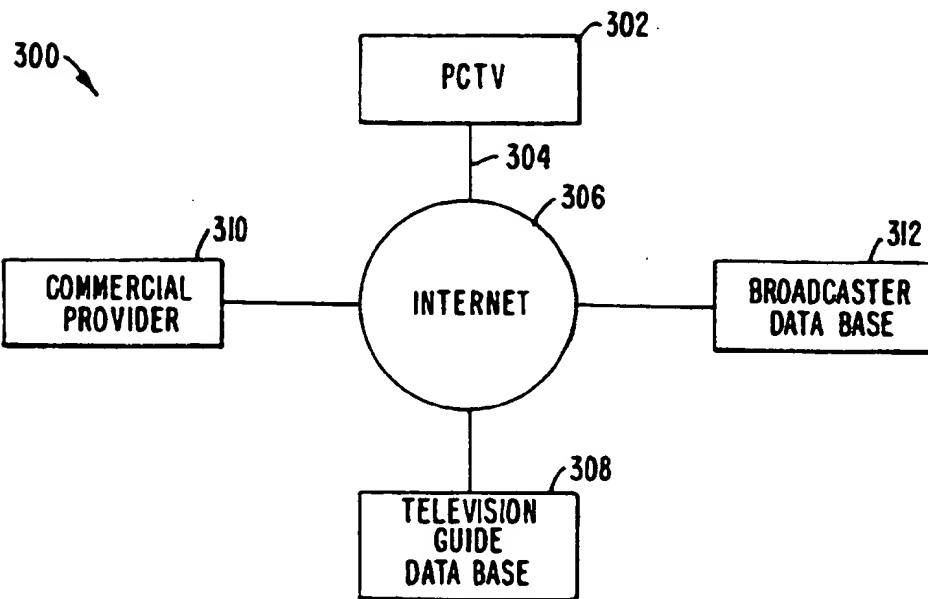 300
302
PCTV
304
306
310
COMMERCIAL
PROVIDER
INTERNET
312
BROADCASTER
DATA BASE
308
TELEVISION
GUIDE
DATA BASE